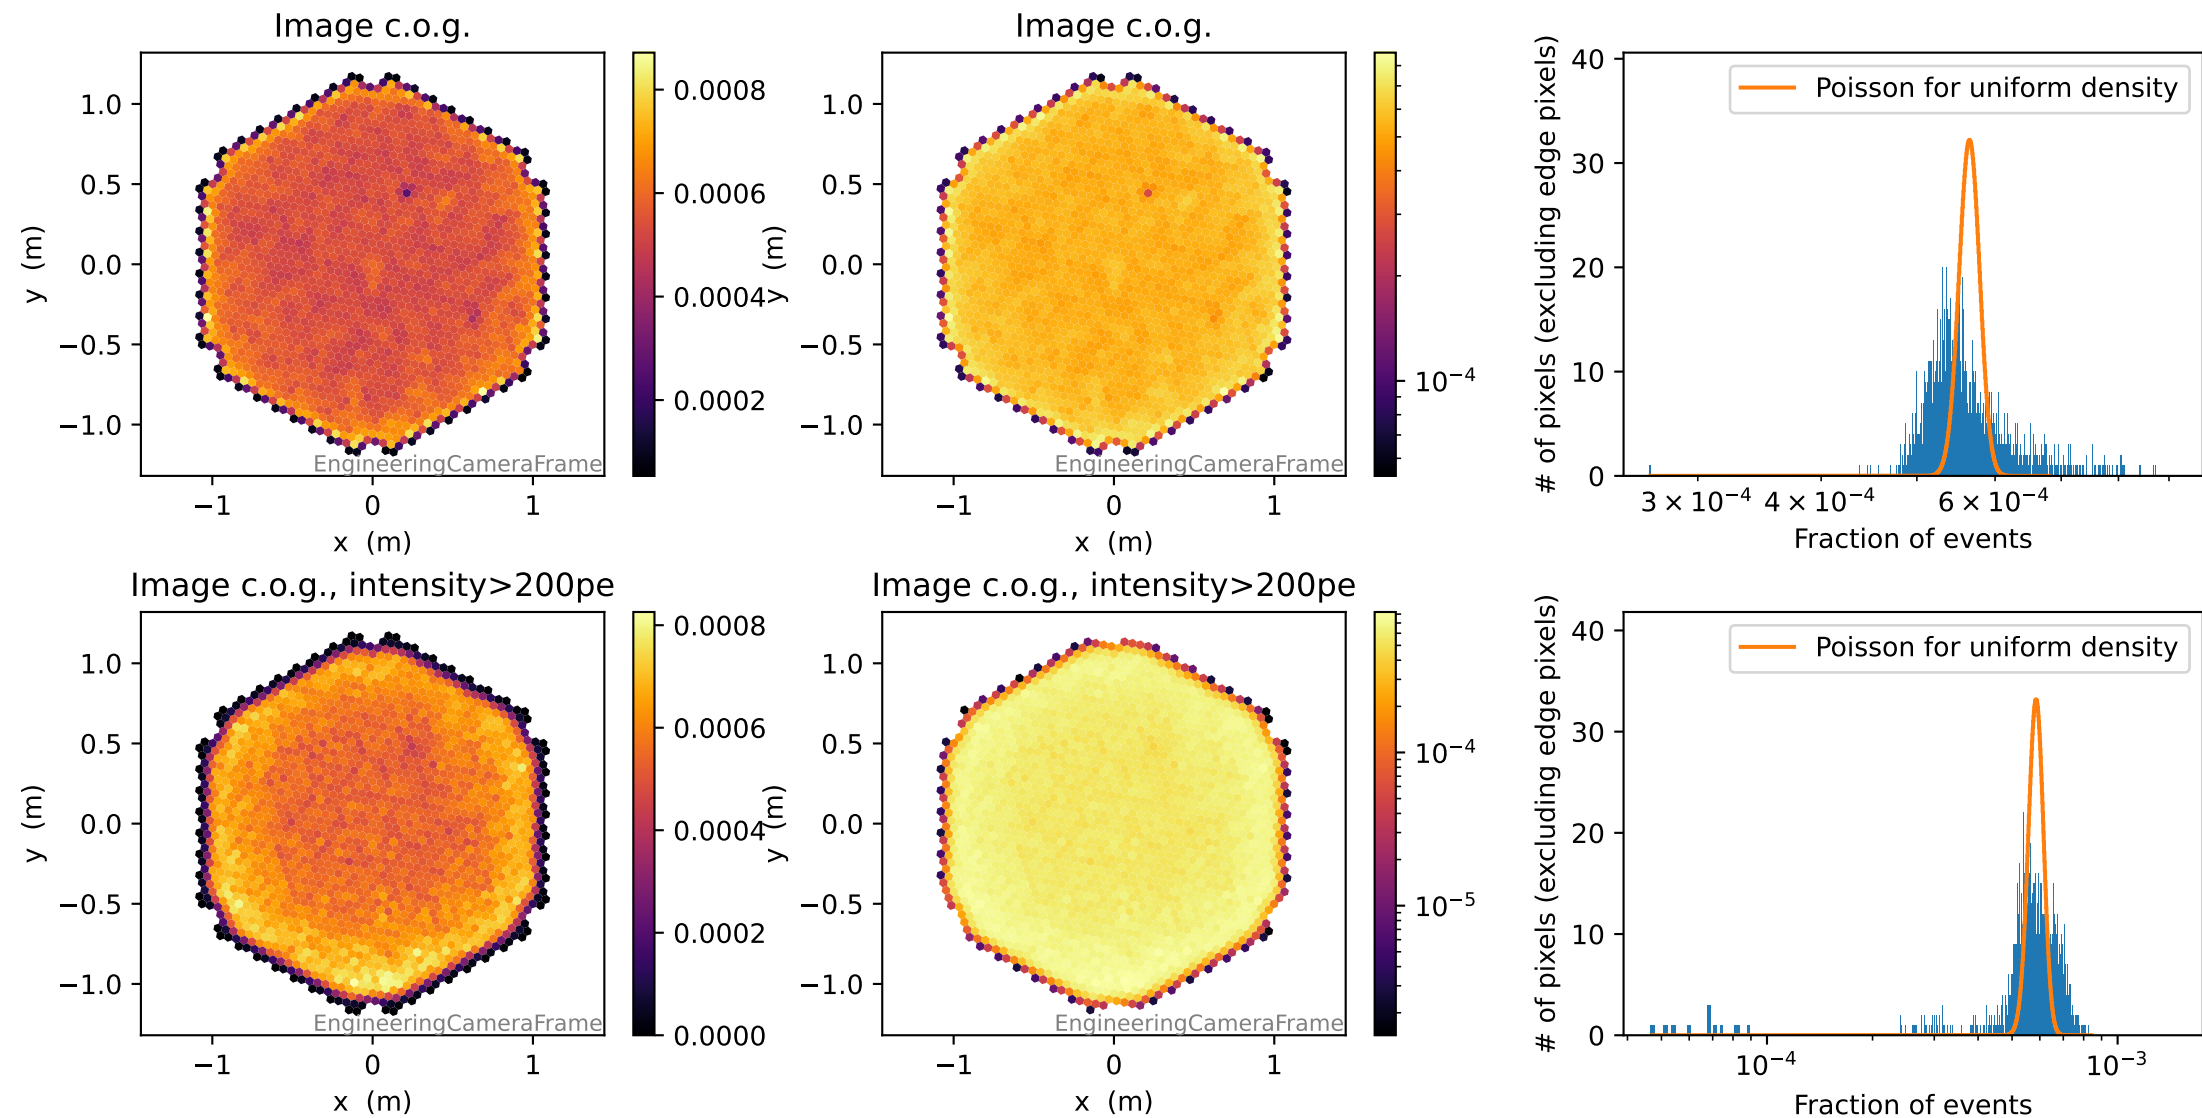 Image c.o.g.
y (m)
1.0
0.5
0.0
−0.5
−1.0
−1
0
1
x (m)
EngineeringCameraFrame
0.0008
0.0006
0.0004
0.0002
Image c.o.g.
y (m)
1.0
0.5
0.0
−0.5
−1.0
−1
0
1
x (m)
EngineeringCameraFrame
10⁻⁴
# of pixels (excluding edge pixels)
40
30
20
10
0
Poisson for uniform density
3 × 10⁻⁴
4 × 10⁻⁴
6 × 10⁻⁴
Fraction of events
Image c.o.g., intensity>200pe
y (m)
1.0
0.5
0.0
−0.5
−1.0
−1
0
1
x (m)
EngineeringCameraFrame
0.0008
0.0006
0.0004
0.0002
0.0000
Image c.o.g., intensity>200pe
y (m)
1.0
0.5
0.0
−0.5
−1.0
−1
0
1
x (m)
EngineeringCameraFrame
10⁻⁴
10⁻⁵
# of pixels (excluding edge pixels)
40
30
20
10
0
Poisson for uniform density
10⁻⁴
10⁻³
Fraction of events